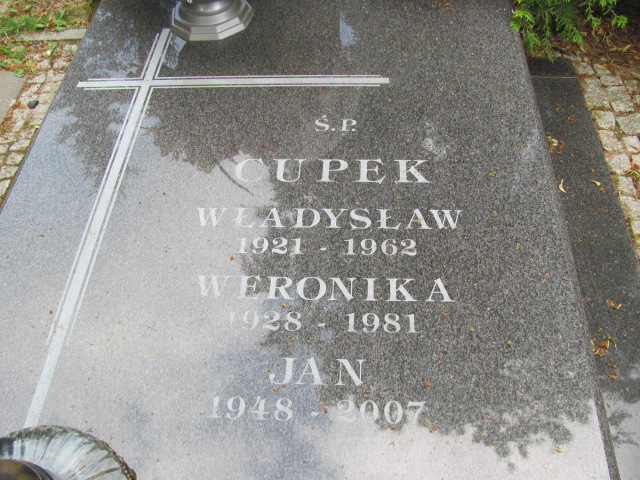 Ś.P.
CUPEK
WŁADYSŁAW
1921 - 1962
WERONIKA
1928 - 1981
JAN
1948 - 2007